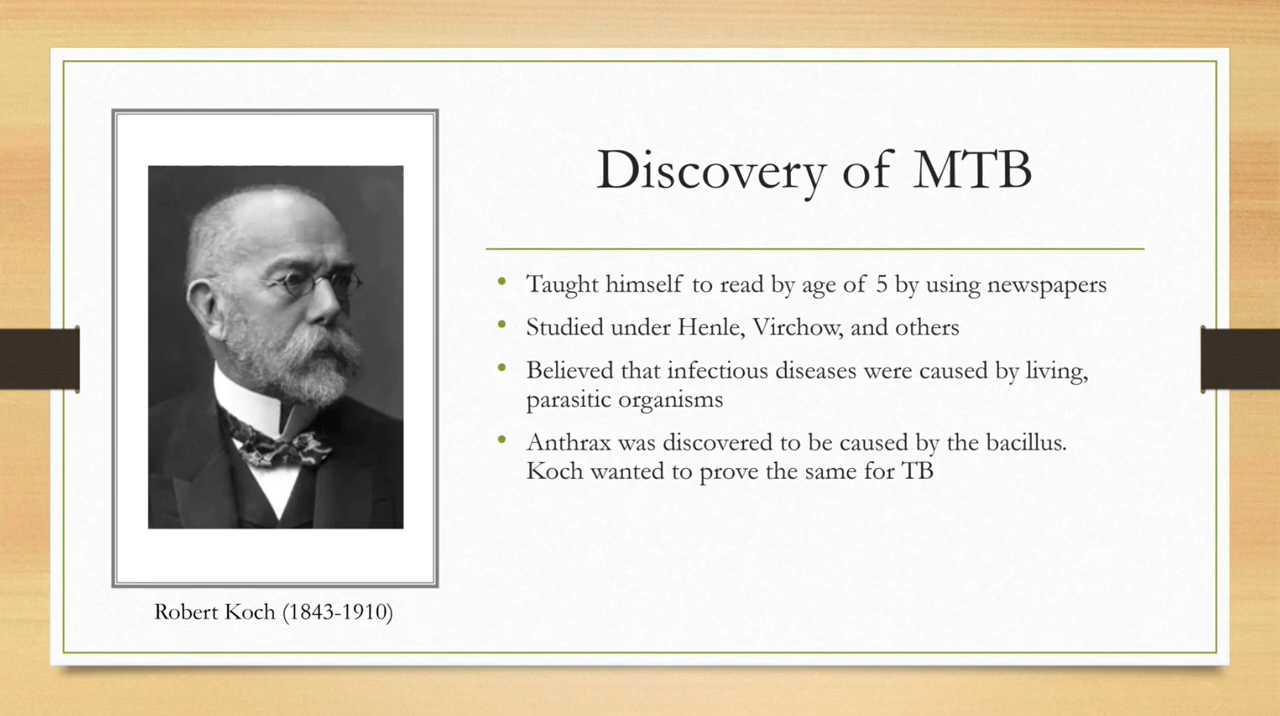 Discovery of MTB
• Taught himself to read by age of 5 by using newspapers
• Studied under Henle, Virchow, and others
• Believed that infectious diseases were caused by living,
parasitic organisms
• Anthrax was discovered to be caused by the bacillus.
Koch wanted to prove the same for TB
Robert Koch (1843-1910)